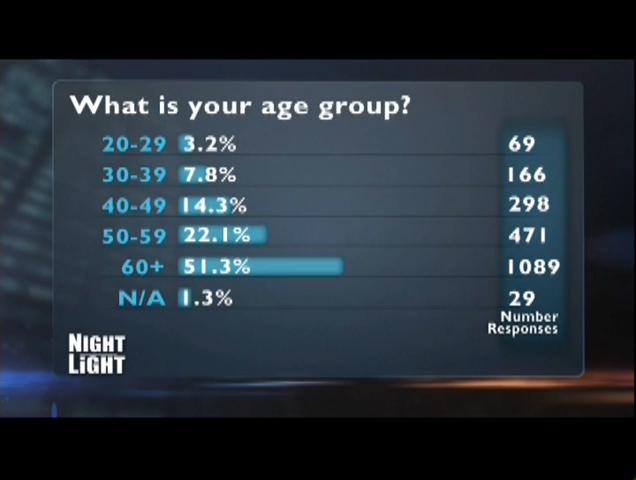 What is your age group?
20-29 3.2% 69
30-39 7.8% 166
40-49 14.3% 298
50-59 22.1% 471
60+ 51.3% 1089
N/A 1.3% 29
Number
Responses
NIGHT
LIGHT